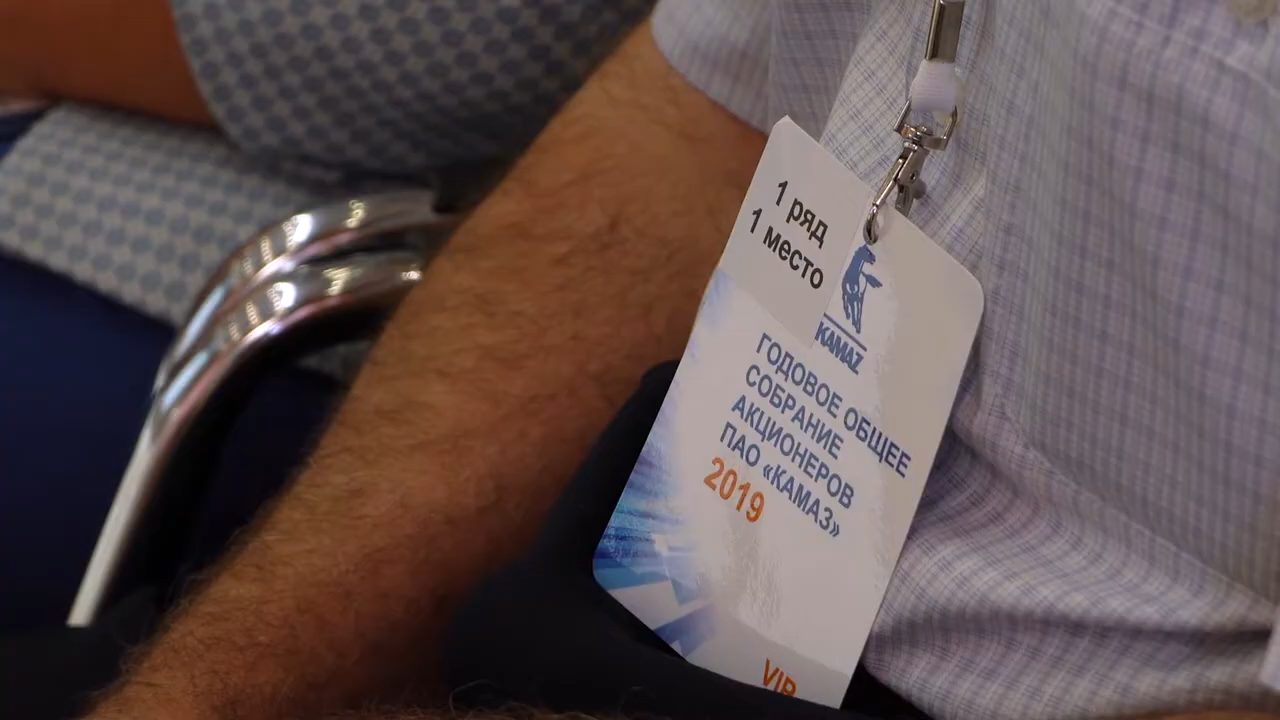 1 ряд
1 место
KAMAZ
ГОДОВОЕ ОБЩЕЕ
СОБРАНИЕ
АКЦИОНЕРОВ
ПАО «КАМАЗ»
2019
VIP